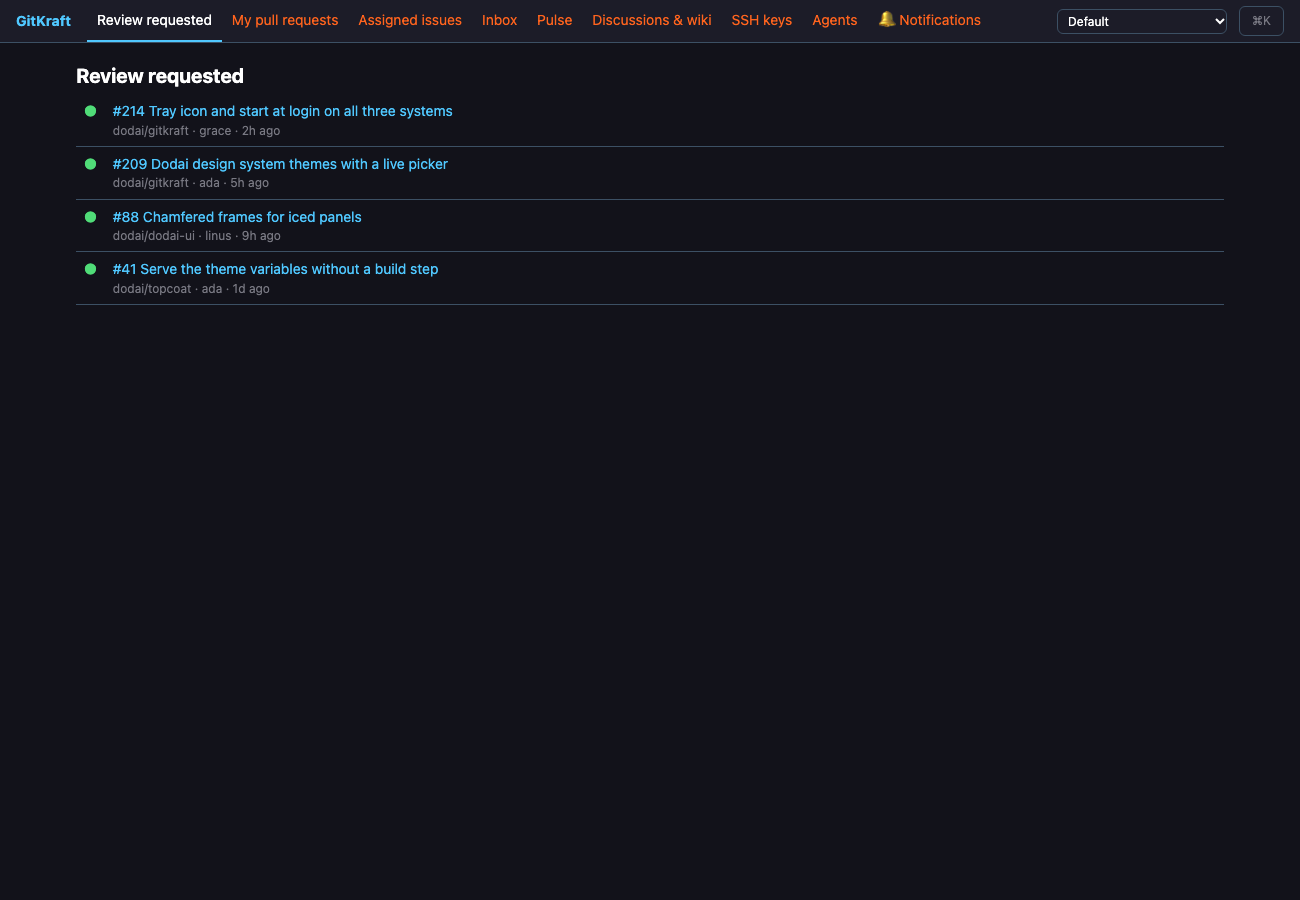 GitKraft Review requested My pull requests Assigned issues Inbox Pulse Discussions & wiki SSH keys Agents 🔔 Notifications Default ⌘K
Review requested
#214 Tray icon and start at login on all three systems
dodai/gitkraft · grace · 2h ago
#209 Dodai design system themes with a live picker
dodai/gitkraft · ada · 5h ago
#88 Chamfered frames for iced panels
dodai/dodai-ui · linus · 9h ago
#41 Serve the theme variables without a build step
dodai/topcoat · ada · 1d ago